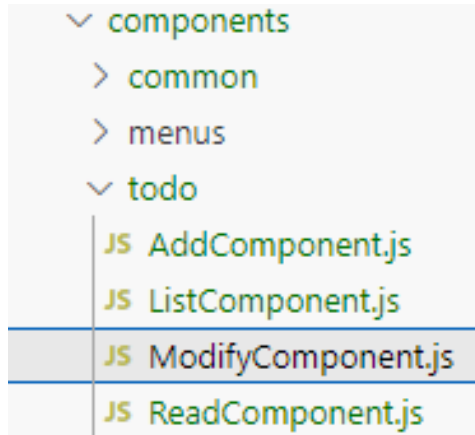 components
common
menus
todo
JS AddComponent.js
JS ListComponent.js
JS ModifyComponent.js
JS ReadComponent.js